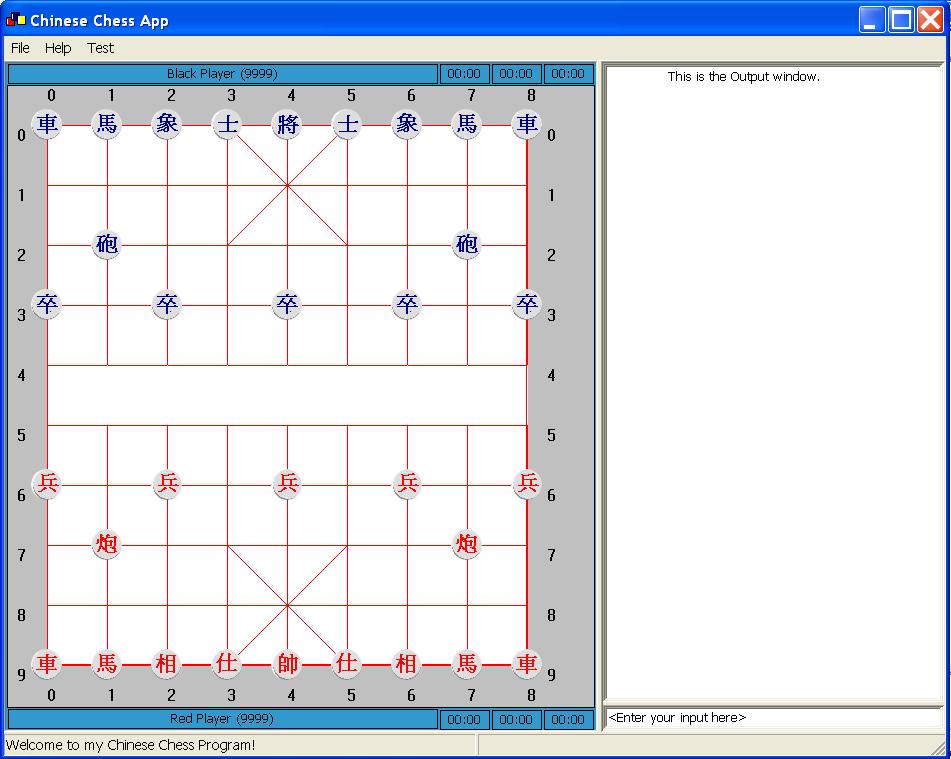 Chinese Chess App
File Help Test
Black Player (9999) 00:00 00:00 00:00
This is the Output window.
0 1 2 3 4 5 6 7 8
0 車 馬 象 士 將 士 象 馬 車 0
1 1
2 砲 砲 2
3 卒 卒 卒 卒 卒 3
4 4
5 5
6 兵 兵 兵 兵 兵 6
7 炮 炮 7
8 8
9 車 馬 相 仕 帥 仕 相 馬 車 9
0 1 2 3 4 5 6 7 8
Red Player (9999) 00:00 00:00 00:00
<Enter your input here>
Welcome to my Chinese Chess Program!